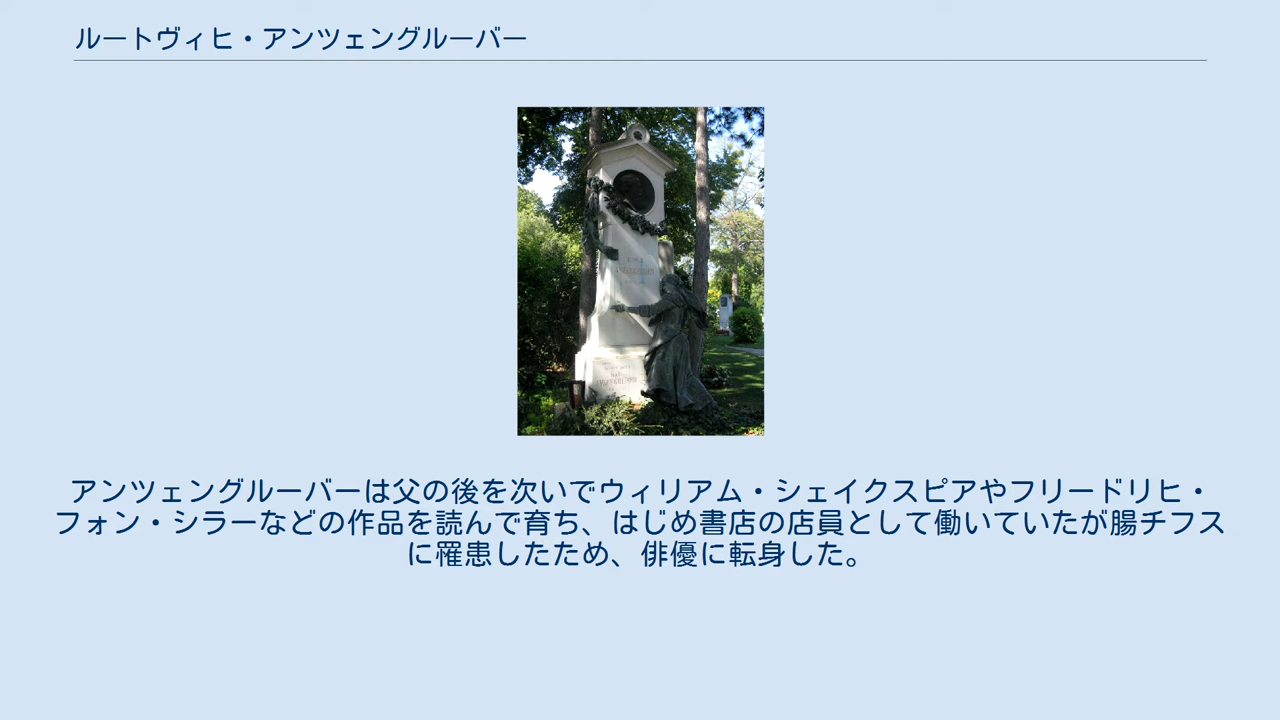 ルートヴィヒ・アンツェングルーバー
アンツェングルーバーは父の後を次いでウィリアム・シェイクスピアやフリードリヒ・
フォン・シラーなどの作品を読んで育ち、はじめ書店の店員として働いていたが腸チフス
に罹患したため、俳優に転身した。